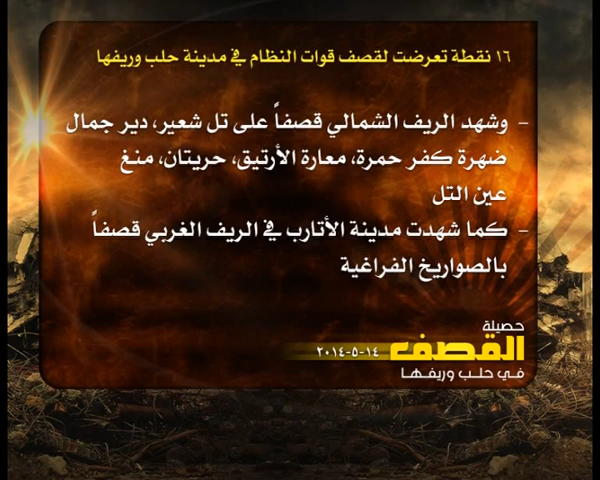 ١٦ نقطة تعرضت لقصف قوات النظام في مدينة حلب وريفها
- وشهد الريف الشمالي قصفاً على تل شعير، دير جمال
ضهرة كفر حمرة، معارة الأرتيق، حريتان، منغ
عين التل
- كما شهدت مدينة الأتارب في الريف الغربي قصفاً
بالصواريخ الفراغية
حصيلة
القصف ١٤-٥-٢٠١٤
في حلب وريفها